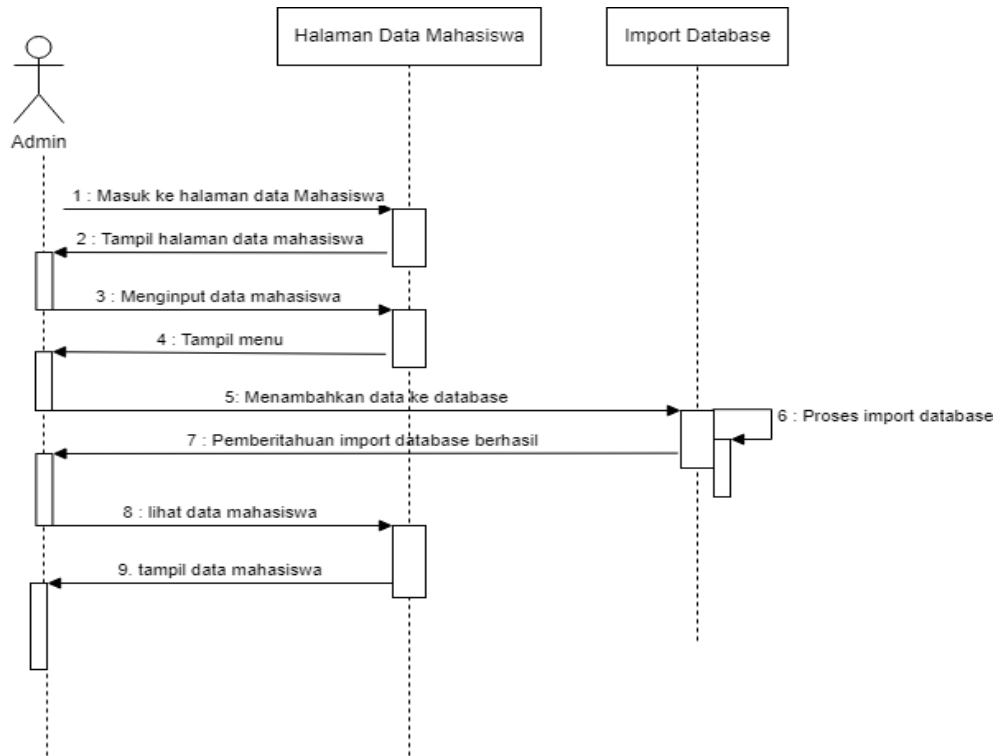 Halaman Data Mahasiswa
Import Database
Admin
1 : Masuk ke halaman data Mahasiswa
2 : Tampil halaman data mahasiswa
3 : Menginput data mahasiswa
4 : Tampil menu
5: Menambahkan data ke database
6 : Proses import database
7 : Pemberitahuan import database berhasil
8 : lihat data mahasiswa
9. tampil data mahasiswa